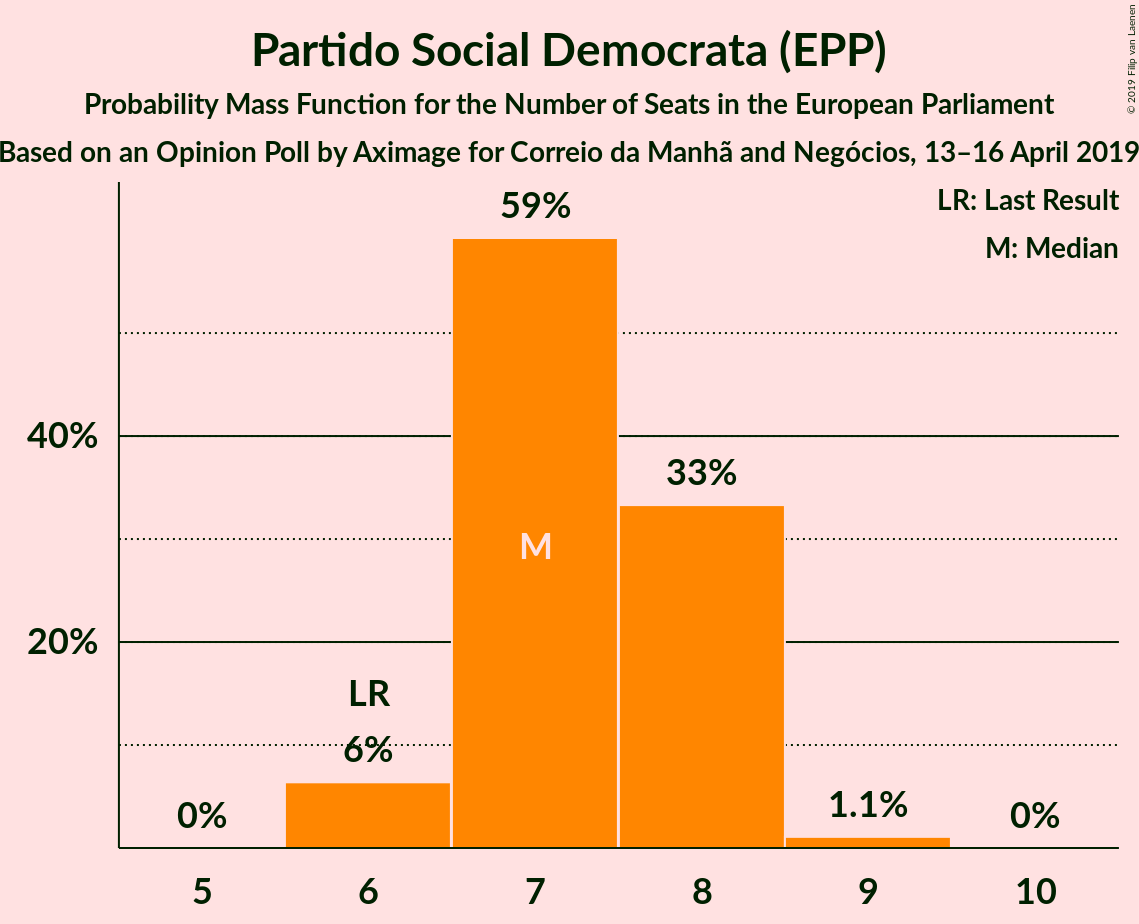 Partido Social Democrata (EPP)
Probability Mass Function for the Number of Seats in the European Parliament
Based on an Opinion Poll by Aximage for Correio da Manhã and Negócios, 13–16 April 2019
© 2019 Filip van Laenen
LR: Last Result
M: Median
59%
40%
33%
M
20%
LR
6%
0%
1.1%
0%
5 6 7 8 9 10